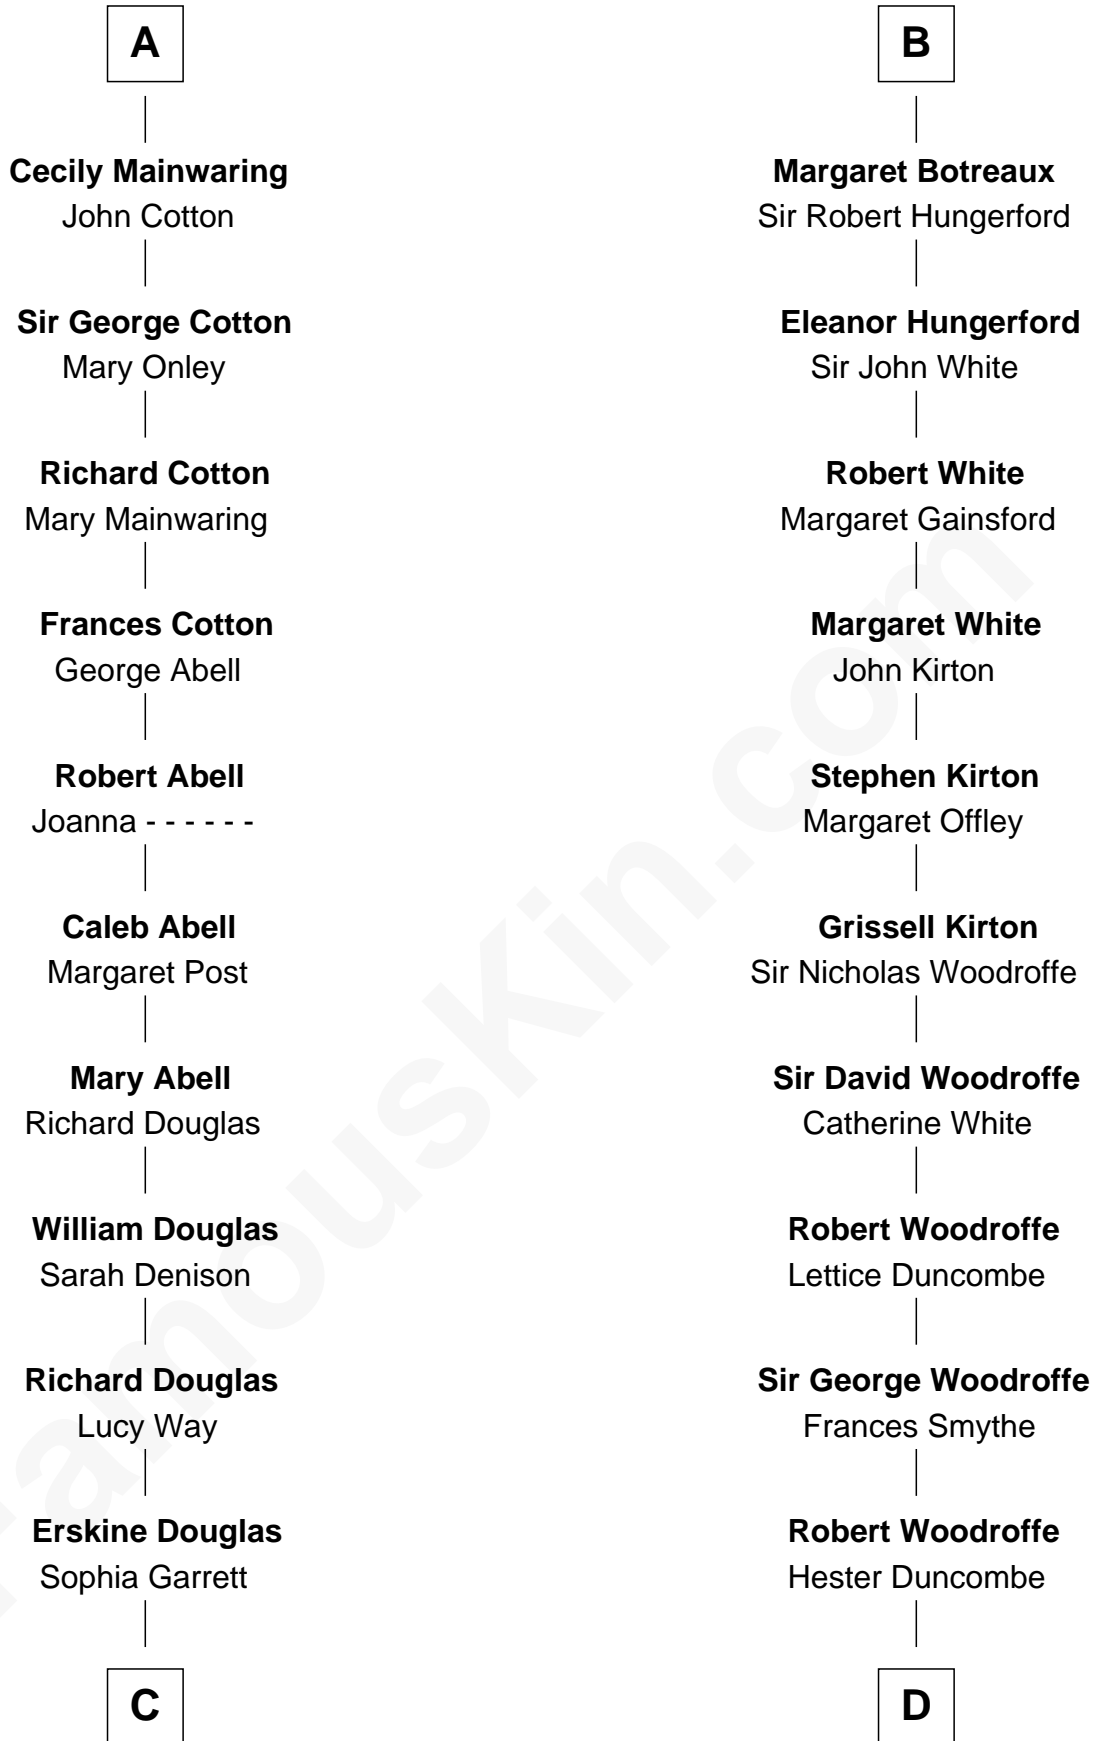 A
Cecily Mainwaring
John Cotton
Sir George Cotton
Mary Onley
Richard Cotton
Mary Mainwaring
Frances Cotton
George Abell
Robert Abell
Joanna - - - - - -
Caleb Abell
Margaret Post
Mary Abell
Richard Douglas
William Douglas
Sarah Denison
Richard Douglas
Lucy Way
Erskine Douglas
Sophia Garrett
C
B
Margaret Botreaux
Sir Robert Hungerford
Eleanor Hungerford
Sir John White
Robert White
Margaret Gainsford
Margaret White
John Kirton
Stephen Kirton
Margaret Offley
Grissell Kirton
Sir Nicholas Woodroffe
Sir David Woodroffe
Catherine White
Robert Woodroffe
Lettice Duncombe
Sir George Woodroffe
Frances Smythe
Robert Woodroffe
Hester Duncombe
D
FamousKin.com